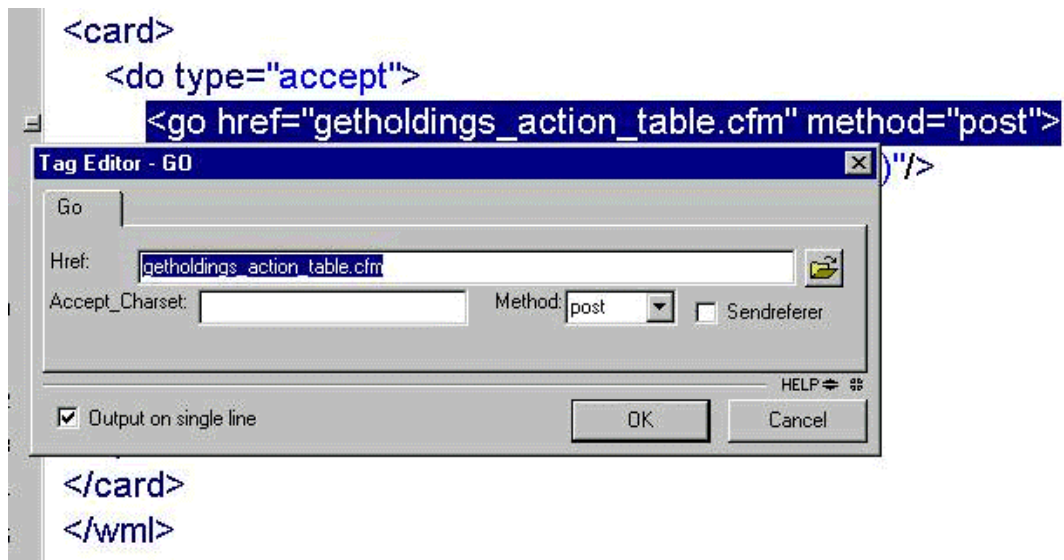 <card>
<do type="accept">
<go href="getholdings_action_table.cfm" method="post">
Tag Editor - GO
)"/>
Go
Href: getholdings_action_table.cfm
Accept_Charset: Method: post Sendreferer
HELP
Output on single line OK Cancel
</card>
</wml>